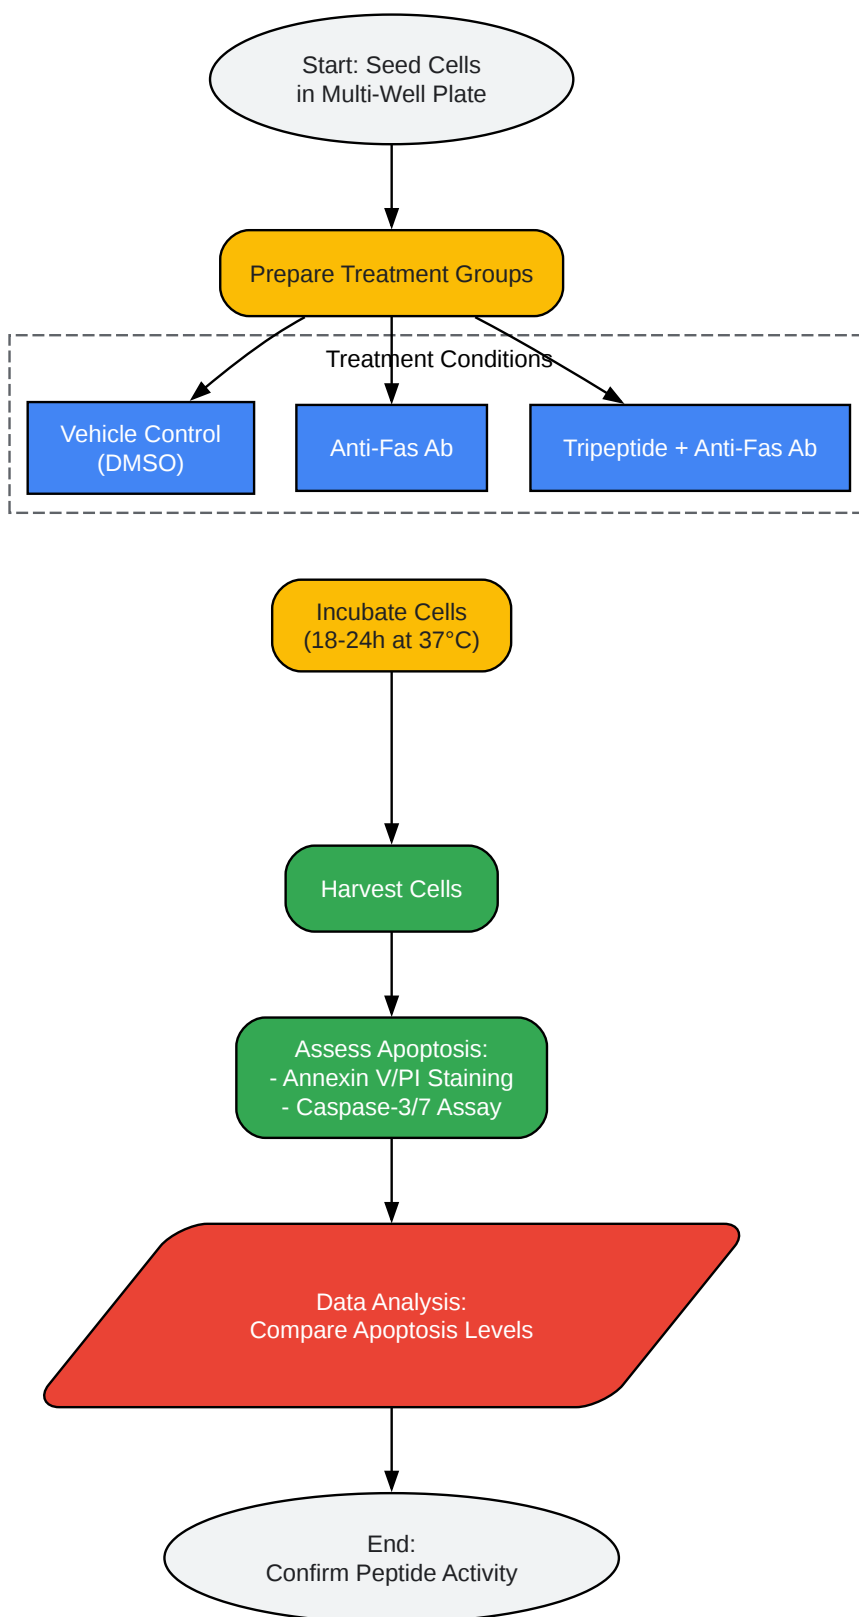 Start: Seed Cells
in Multi-Well Plate
Prepare Treatment Groups
Treatment Conditions
Vehicle Control
(DMSO)
Anti-Fas Ab
Tripeptide + Anti-Fas Ab
Incubate Cells
(18-24h at 37°C)
Harvest Cells
Assess Apoptosis:
- Annexin V/PI Staining
- Caspase-3/7 Assay
Data Analysis:
Compare Apoptosis Levels
End:
Confirm Peptide Activity